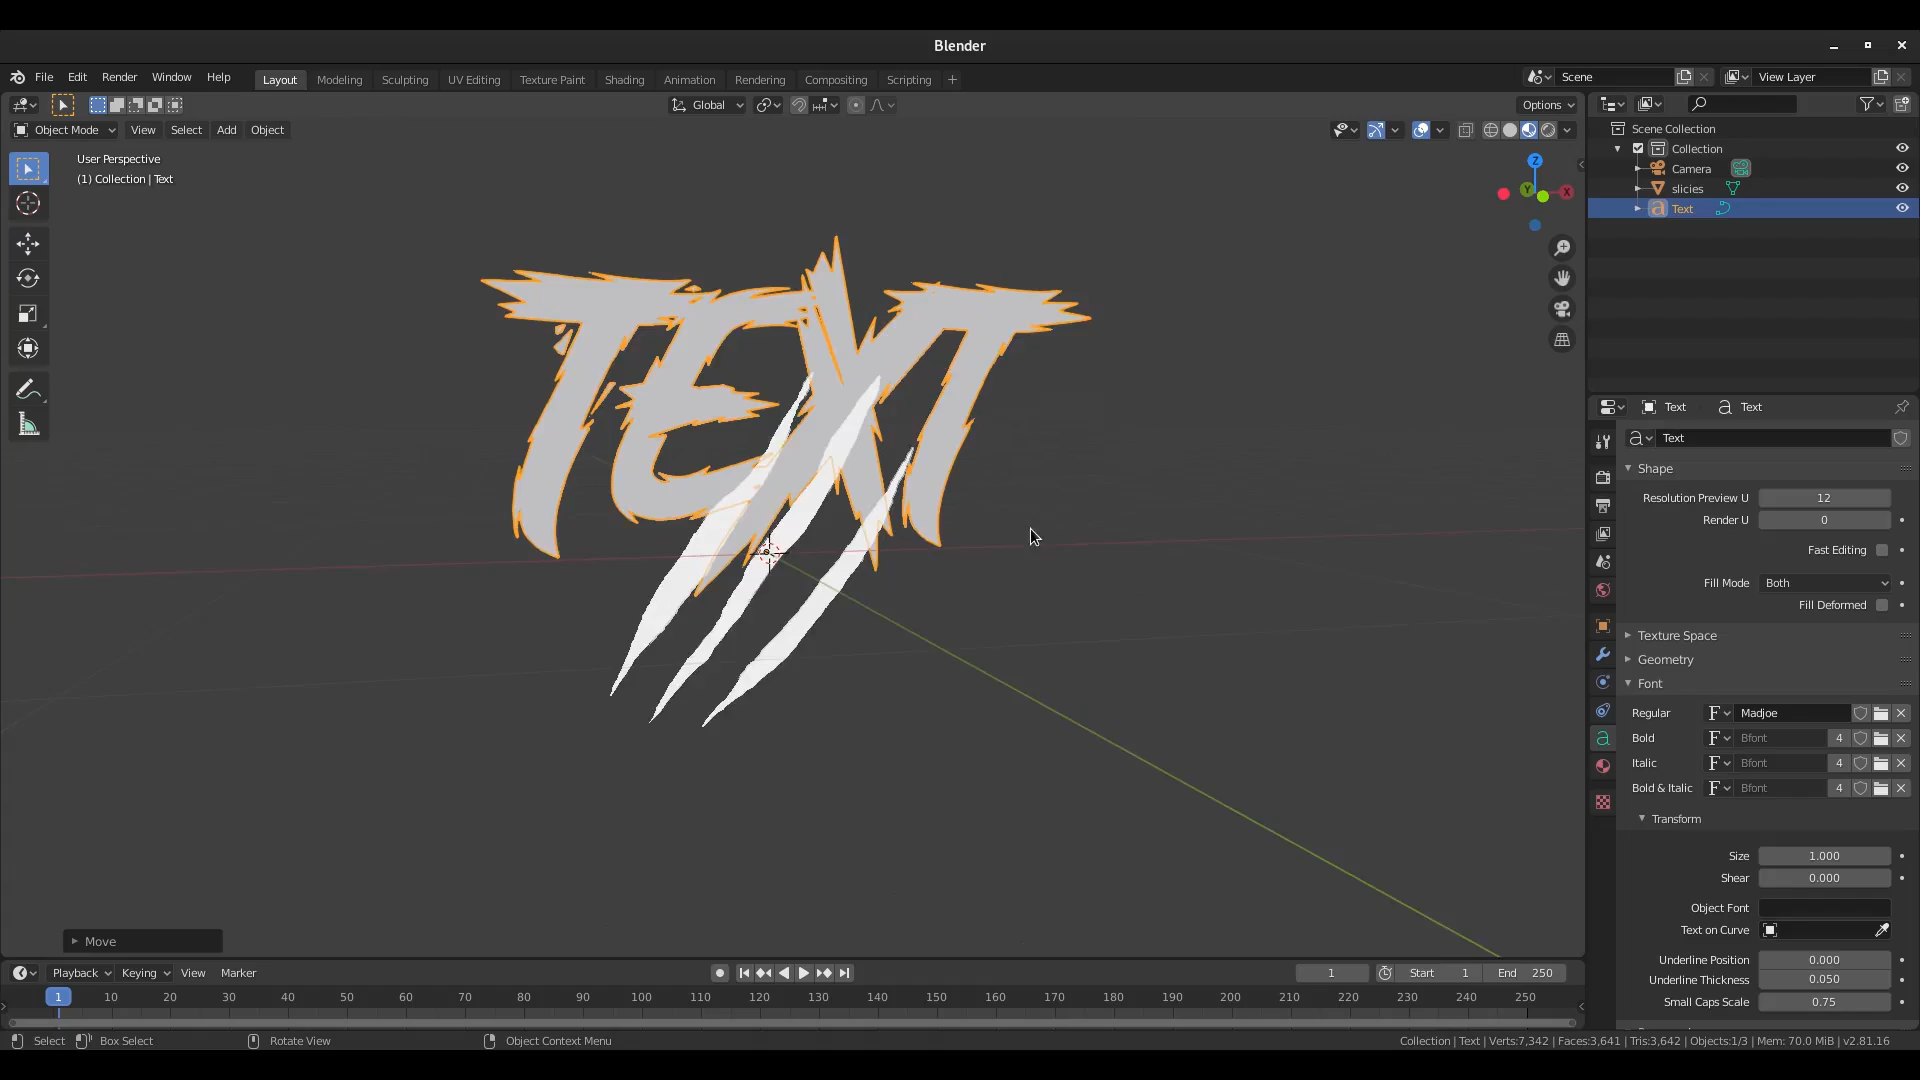 Blender
File Edit Render Window Help Layout Modeling Sculpting UV Editing Texture Paint Shading Animation Rendering Compositing Scripting + Scene View Layer
Global Options
Object Mode View Select Add Object
User Perspective
(1) Collection | Text
Z
Y X
TEXT
Move
Scene Collection
Collection
Camera
slicies
a Text
Text a Text
a Text
Shape
Resolution Preview U 12
Render U 0
Fast Editing
Fill Mode Both
Fill Deformed
Texture Space
Geometry
Font
Regular F Madjoe
Bold F Bfont 4
Italic F Bfont 4
Bold & Italic F Bfont 4
Transform
Size 1.000
Shear 0.000
Object Font
Text on Curve
Underline Position 0.000
Underline Thickness 0.050
Small Caps Scale 0.75
Playback Keying View Marker 1 Start 1 End 250
1 10 20 30 40 50 60 70 80 90 100 110 120 130 140 150 160 170 180 190 200 210 220 230 240 250
Select Box Select Rotate View Object Context Menu Collection | Text | Verts:7,342 | Faces:3,641 | Tris:3,642 | Objects:1/3 | Mem: 70.0 MiB | v2.81.16